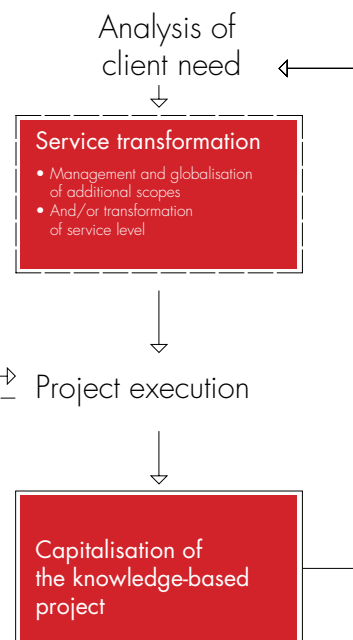 Analysis of
client need
Service transformation
• Management and globalisation
of additional scopes
• And/or transformation
of service level
Project execution
Capitalisation of
the knowledge-based
project